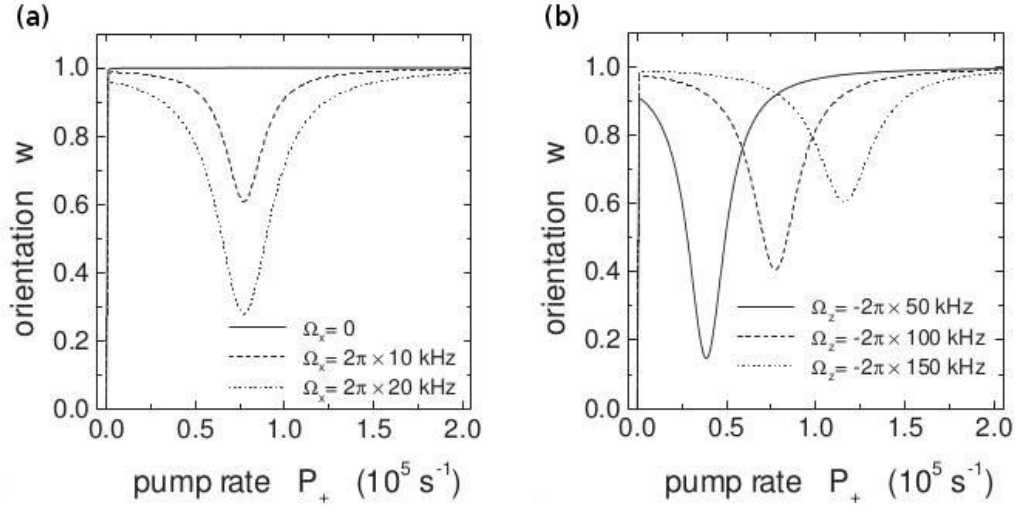 (a)
1.0
0.8
0.6
0.4
0.2
0.0
orientation w
Ωₓ= 0
Ωₓ= 2π × 10 kHz
Ωₓ= 2π × 20 kHz
0.0 0.5 1.0 1.5 2.0
pump rate P₊ (10⁵ s⁻¹)
(b)
1.0
0.8
0.6
0.4
0.2
0.0
orientation w
Ω_z= -2π × 50 kHz
Ω_z= -2π × 100 kHz
Ω_z= -2π × 150 kHz
0.0 0.5 1.0 1.5 2.0
pump rate P₊ (10⁵ s⁻¹)